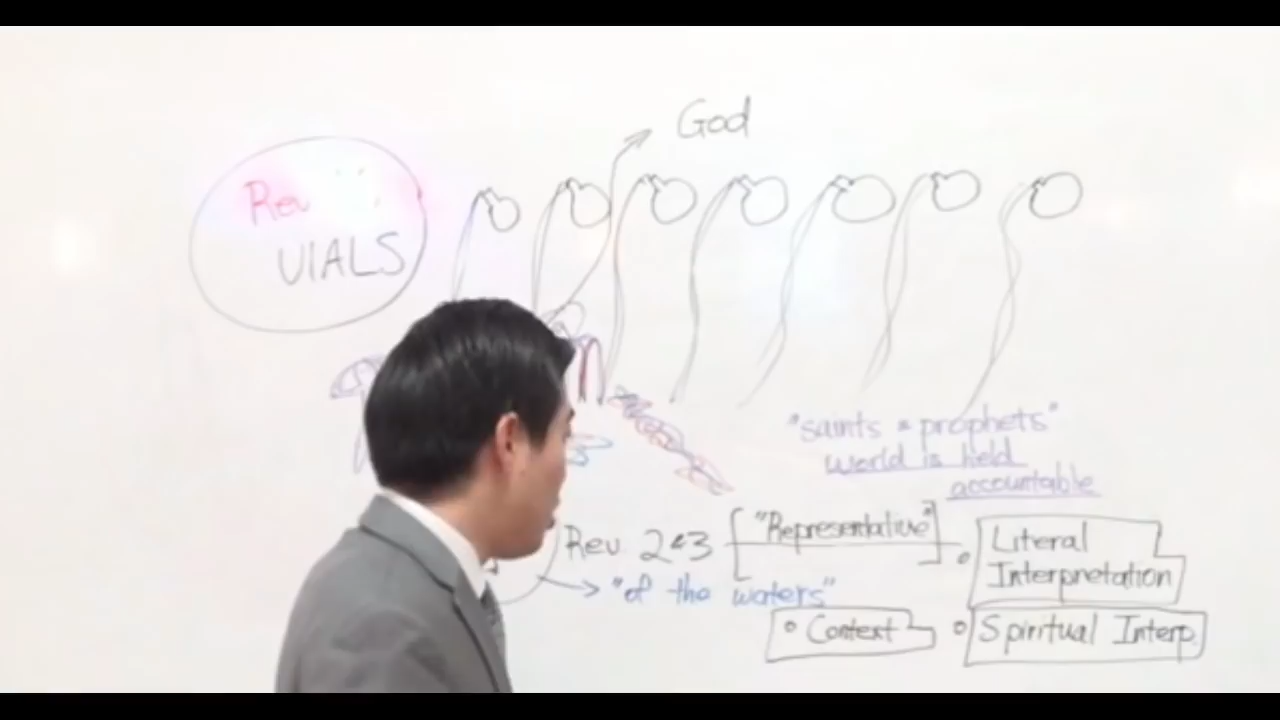 God
Rev
VIALS
"saints & prophets"
world is held
accountable
Rev 2&3 ["Representative"]
• Literal
Interpretation
"of the waters"
• Context
• Spiritual Interp.